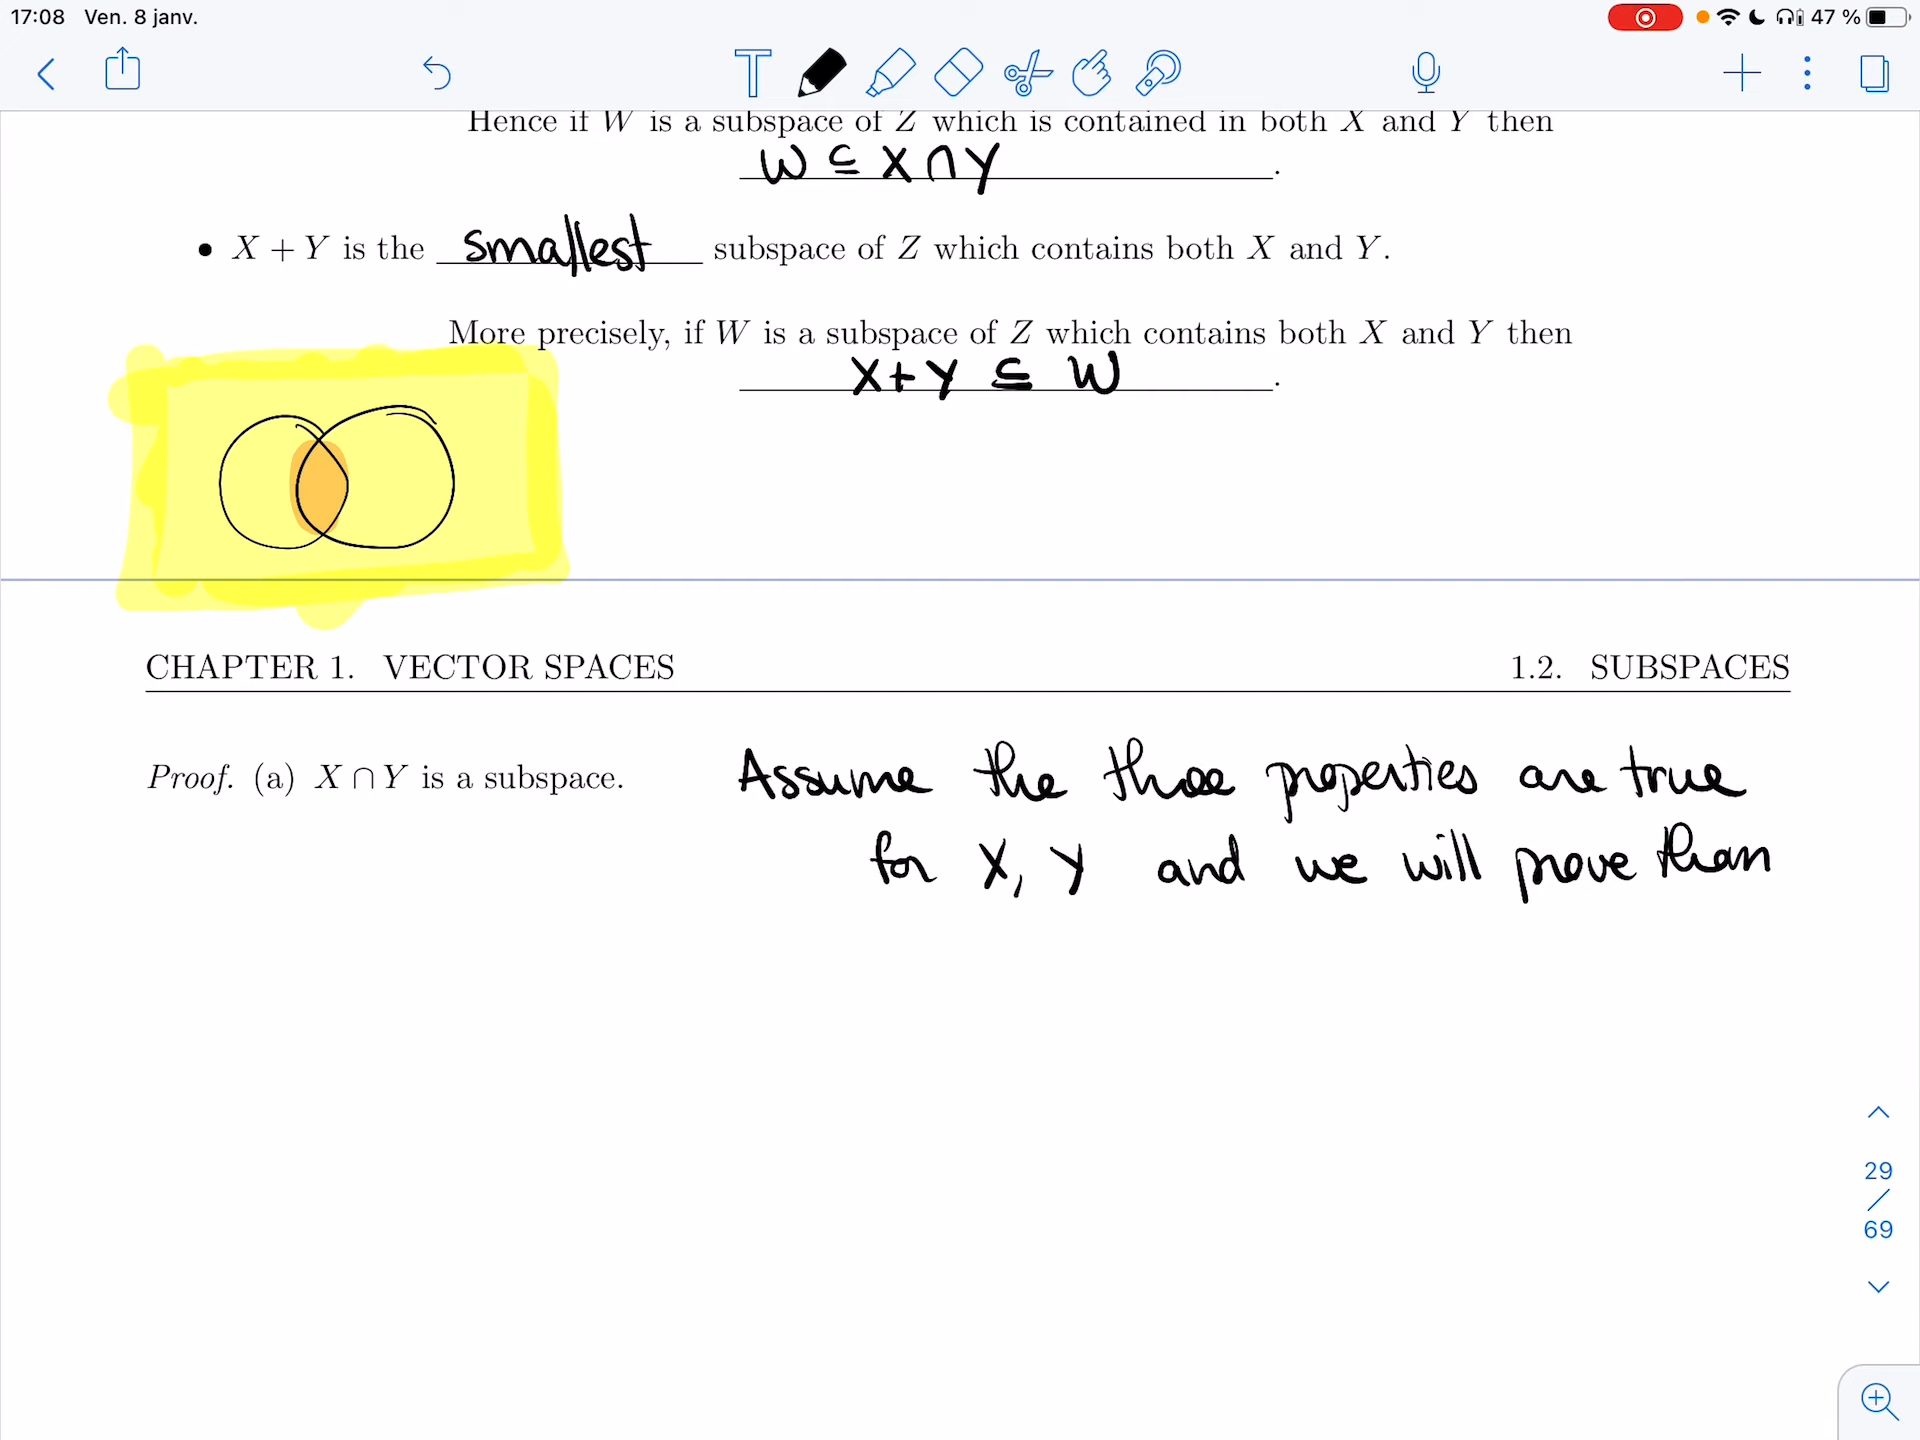 17:08 Ven. 8 janv. 47 %
Hence if W is a subspace of Z which is contained in both X and Y then
W ⊆ X ∩ Y .
• X + Y is the smallest subspace of Z which contains both X and Y.
More precisely, if W is a subspace of Z which contains both X and Y then
X+Y ⊆ W .
CHAPTER 1. VECTOR SPACES 1.2. SUBSPACES
Proof. (a) X ∩ Y is a subspace. Assume the three properties are true
for X, Y and we will prove them
29
/
69